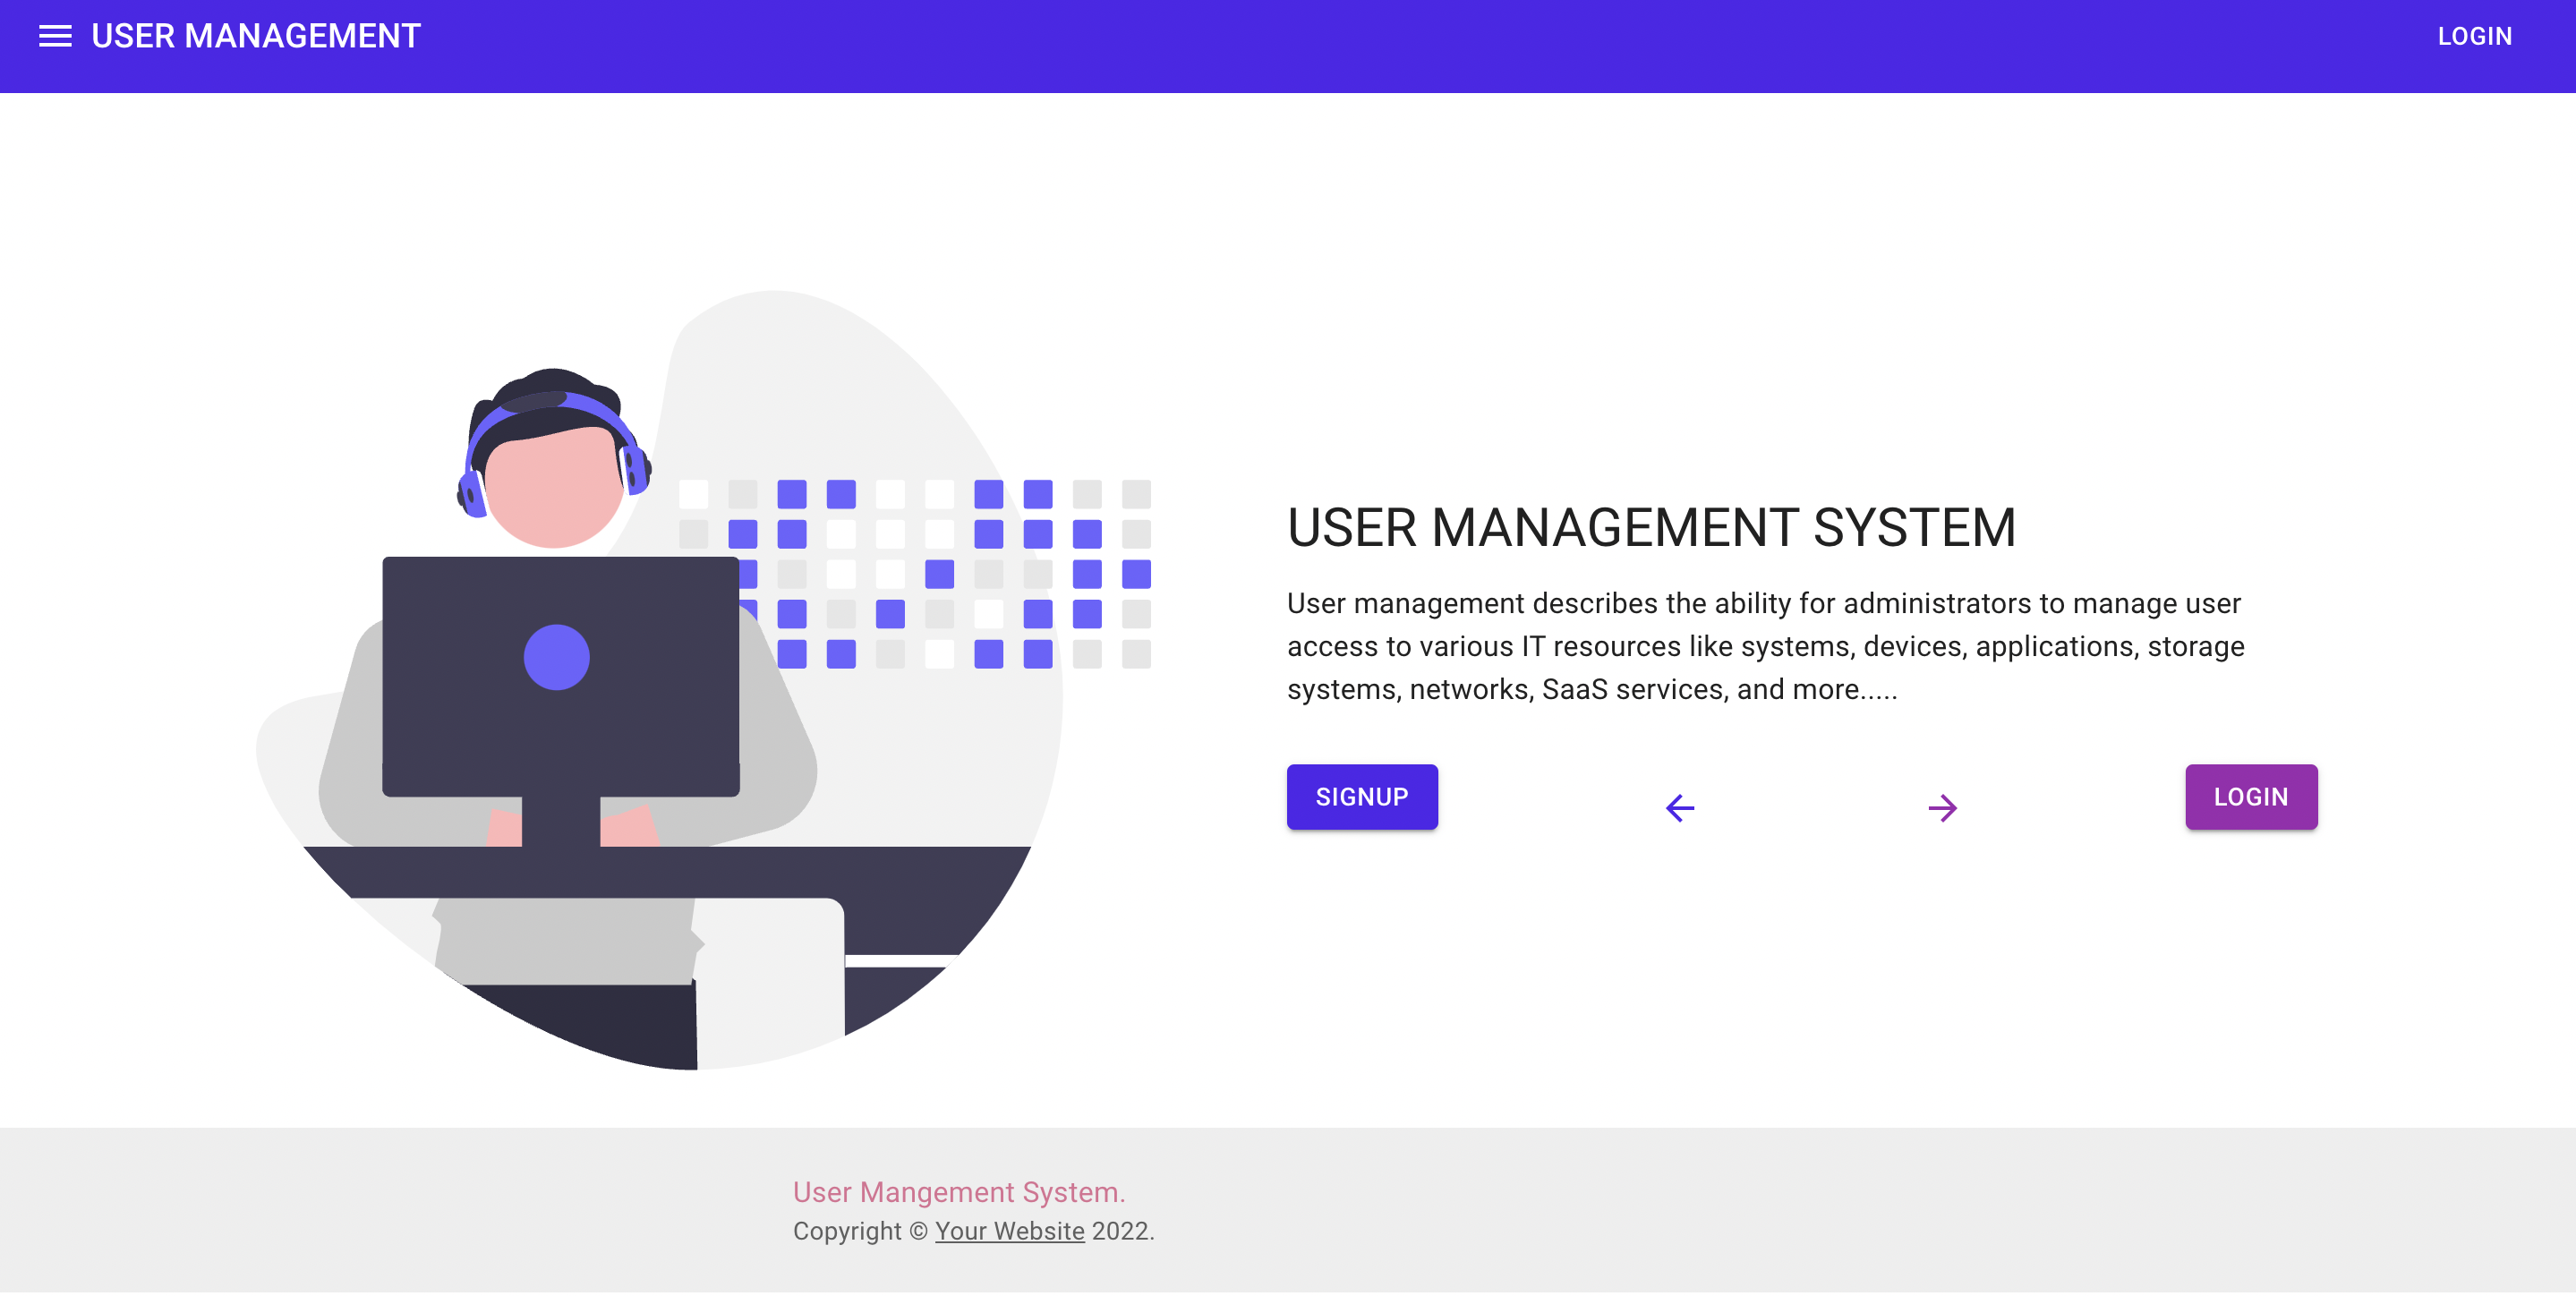 USER MANAGEMENT
LOGIN
USER MANAGEMENT SYSTEM
User management describes the ability for administrators to manage user
access to various IT resources like systems, devices, applications, storage
systems, networks, SaaS services, and more.....
SIGNUP
LOGIN
User Mangement System.
Copyright © Your Website 2022.